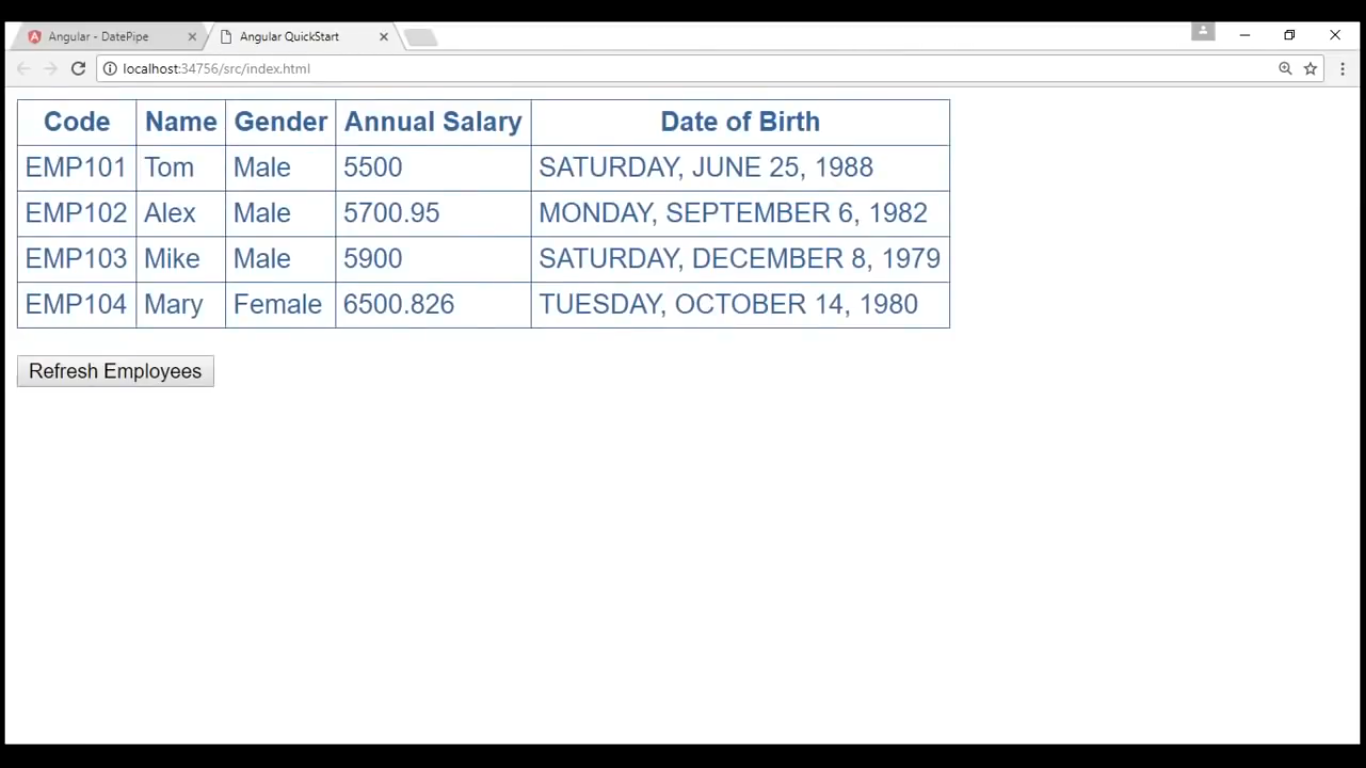 Angular - DatePipe Angular QuickStart
localhost:34756/src/index.html
Code Name Gender Annual Salary Date of Birth
EMP101 Tom Male 5500 SATURDAY, JUNE 25, 1988
EMP102 Alex Male 5700.95 MONDAY, SEPTEMBER 6, 1982
EMP103 Mike Male 5900 SATURDAY, DECEMBER 8, 1979
EMP104 Mary Female 6500.826 TUESDAY, OCTOBER 14, 1980
Refresh Employees